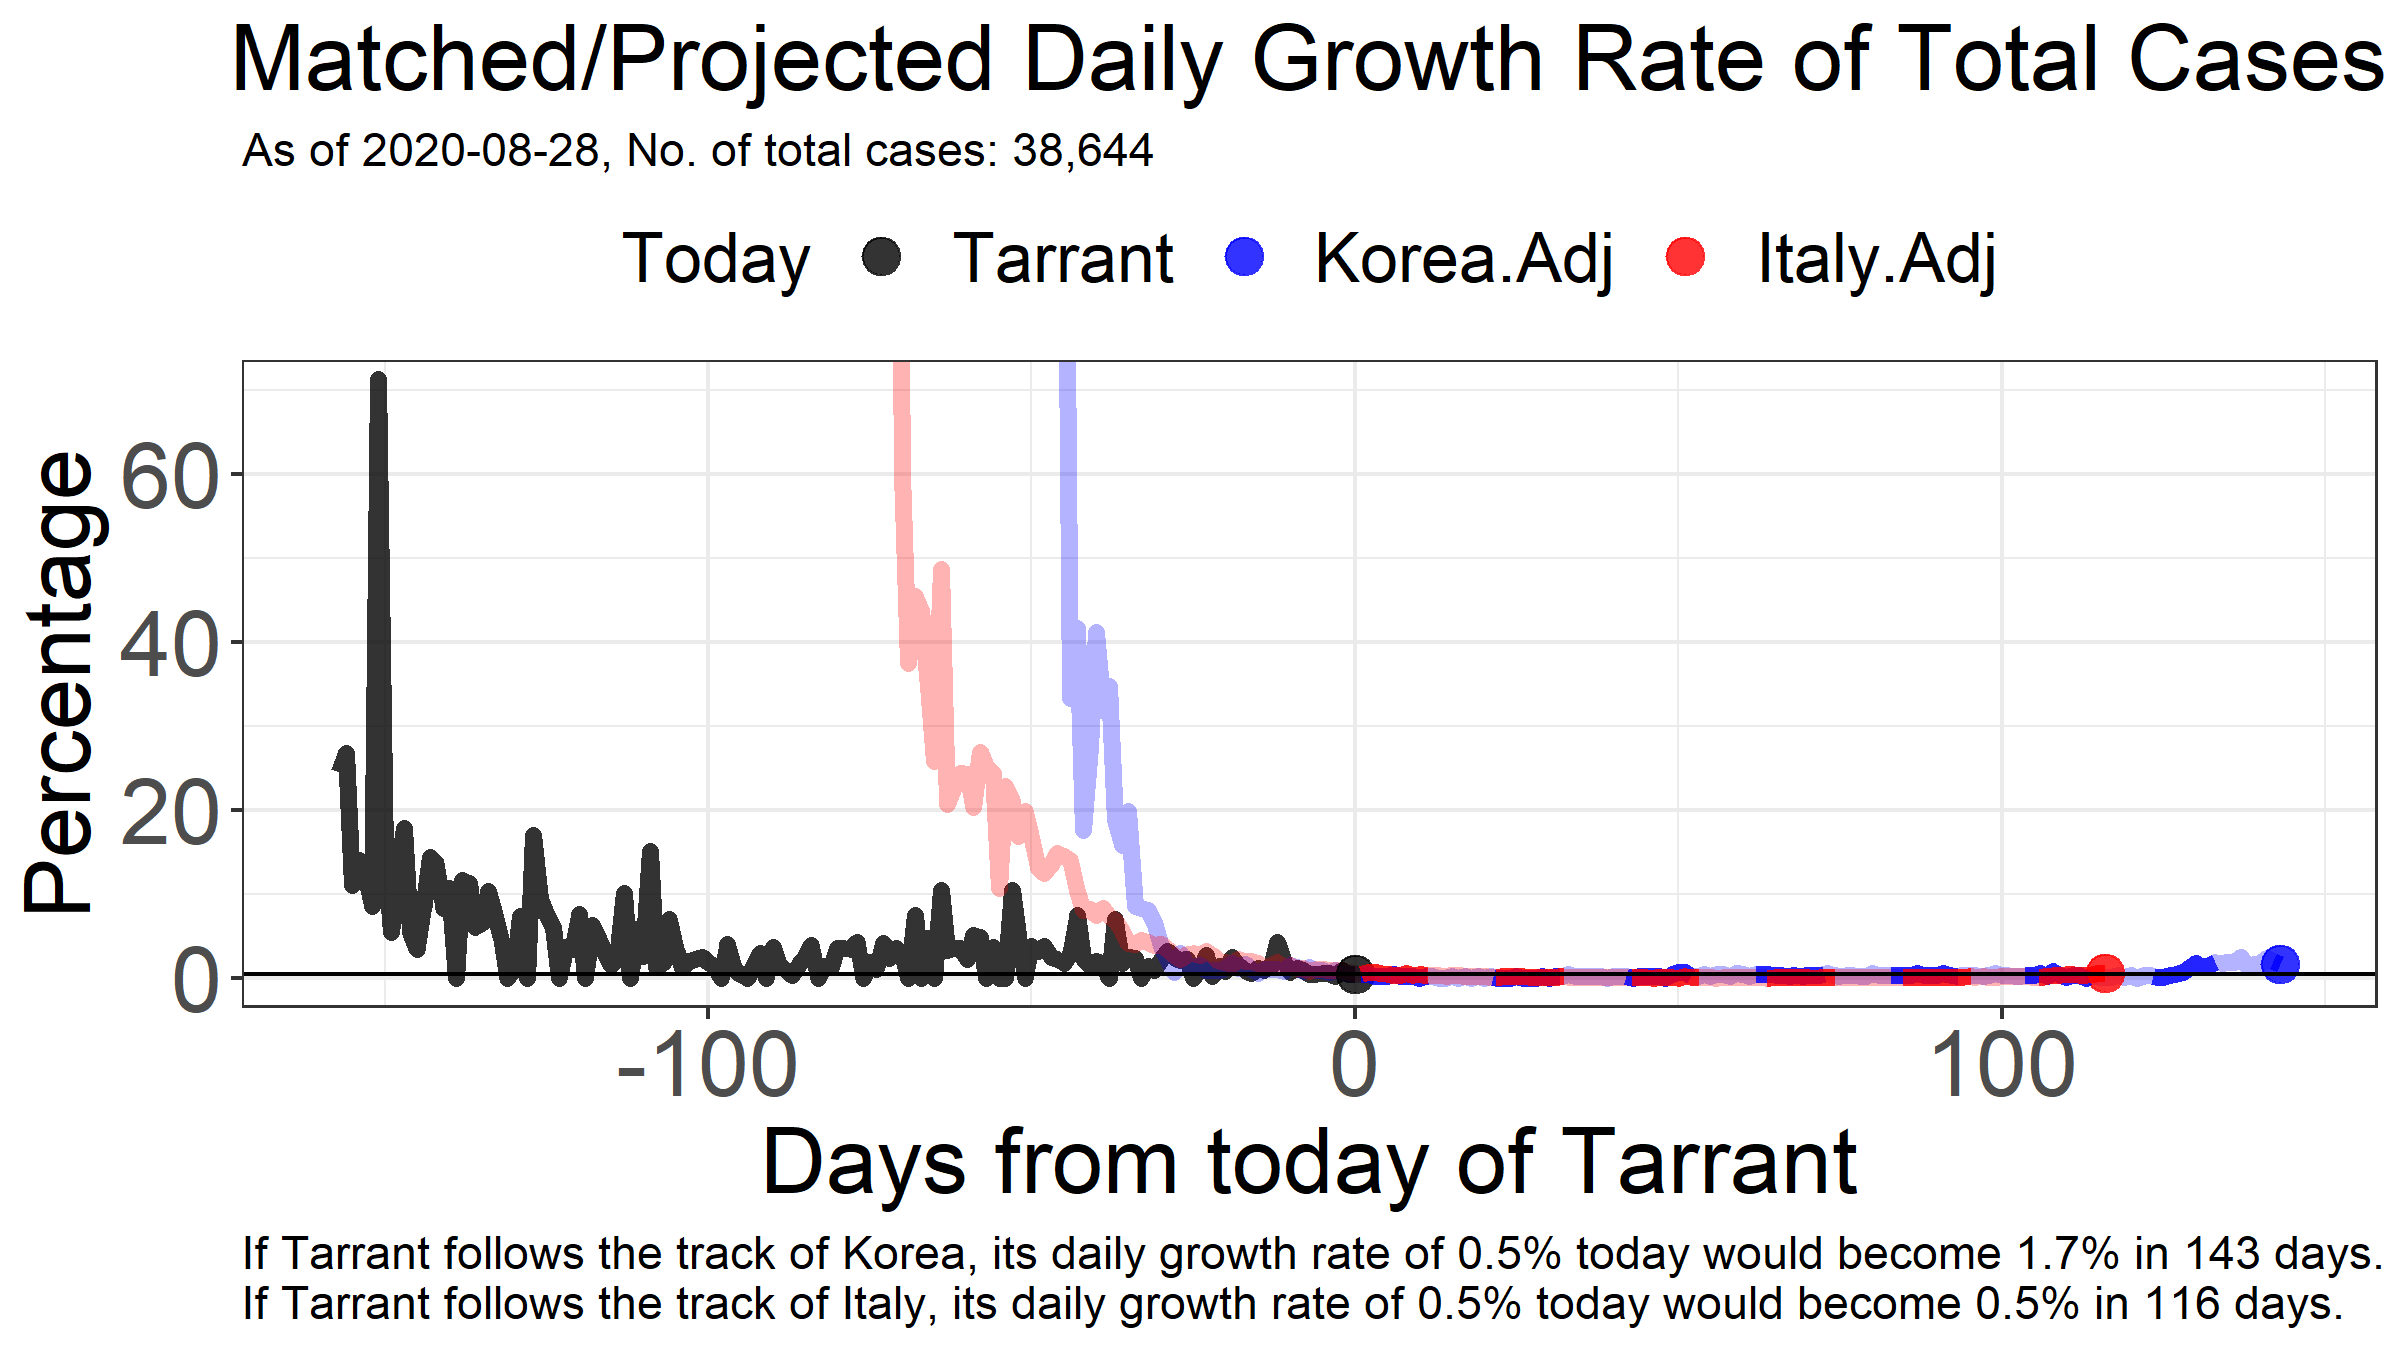 Matched/Projected Daily Growth Rate of Total Cases
As of 2020-08-28, No. of total cases: 38,644
Today Tarrant Korea.Adj Italy.Adj
Percentage
60
40
20
0
-100 0 100
Days from today of Tarrant
If Tarrant follows the track of Korea, its daily growth rate of 0.5% today would become 1.7% in 143 days.
If Tarrant follows the track of Italy, its daily growth rate of 0.5% today would become 0.5% in 116 days.